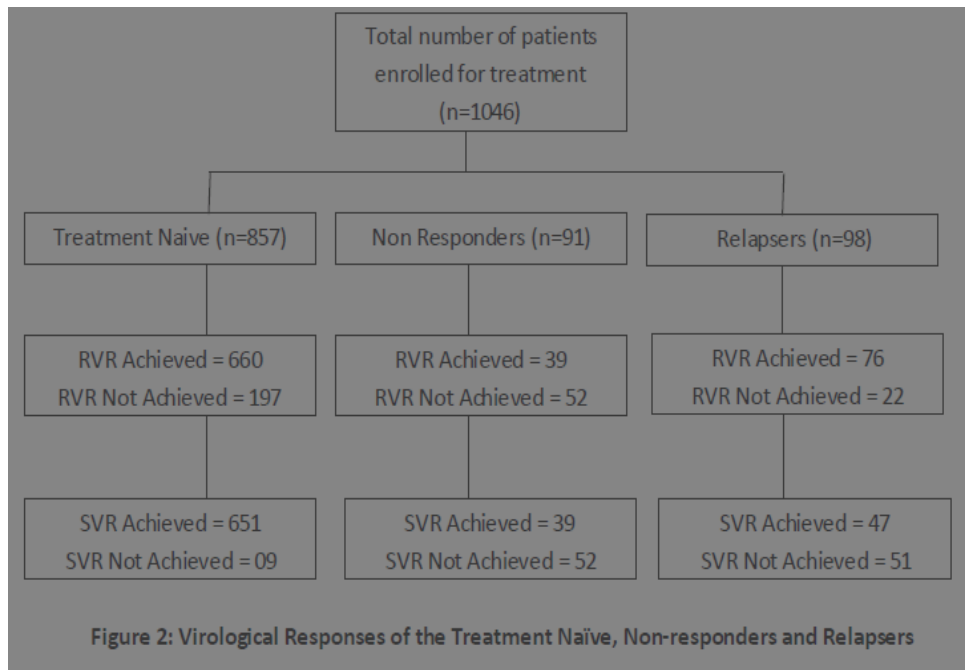 Total number of patients
enrolled for treatment
(n=1046)
Treatment Naive (n=857)
Non Responders (n=91)
Relapsers (n=98)
RVR Achieved = 660
RVR Not Achieved = 197
RVR Achieved = 39
RVR Not Achieved = 52
RVR Achieved = 76
RVR Not Achieved = 22
SVR Achieved = 651
SVR Not Achieved = 09
SVR Achieved = 39
SVR Not Achieved = 52
SVR Achieved = 47
SVR Not Achieved = 51
Figure 2: Virological Responses of the Treatment Naïve, Non-responders and Relapsers